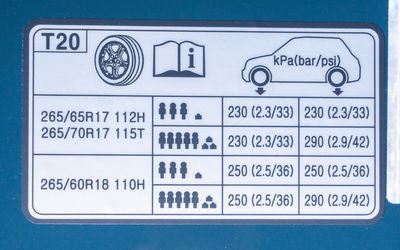 T20
i
kPa(bar/psi)
265/65R17 112H
265/70R17 115T
230 (2.3/33) 230 (2.3/33)
230 (2.3/33) 290 (2.9/42)
265/60R18 110H
250 (2.5/36) 250 (2.5/36)
250 (2.5/36) 290 (2.9/42)